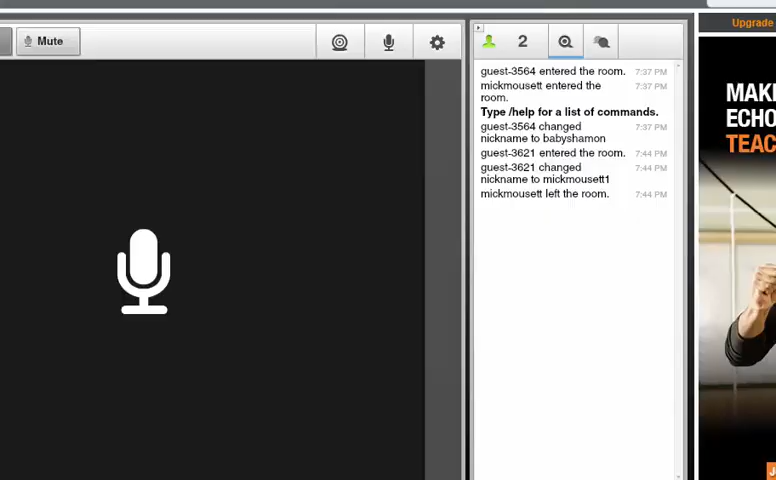 Mute
2
Upgrade
guest-3564 entered the room. 7:37 PM
mickmousett entered the 7:37 PM
room.
Type /help for a list of commands.
guest-3564 changed 7:37 PM
nickname to babyshamon
guest-3621 entered the room. 7:44 PM
guest-3621 changed 7:44 PM
nickname to mickmousett1
mickmousett left the room. 7:44 PM
MAK
ECHO
TEAC